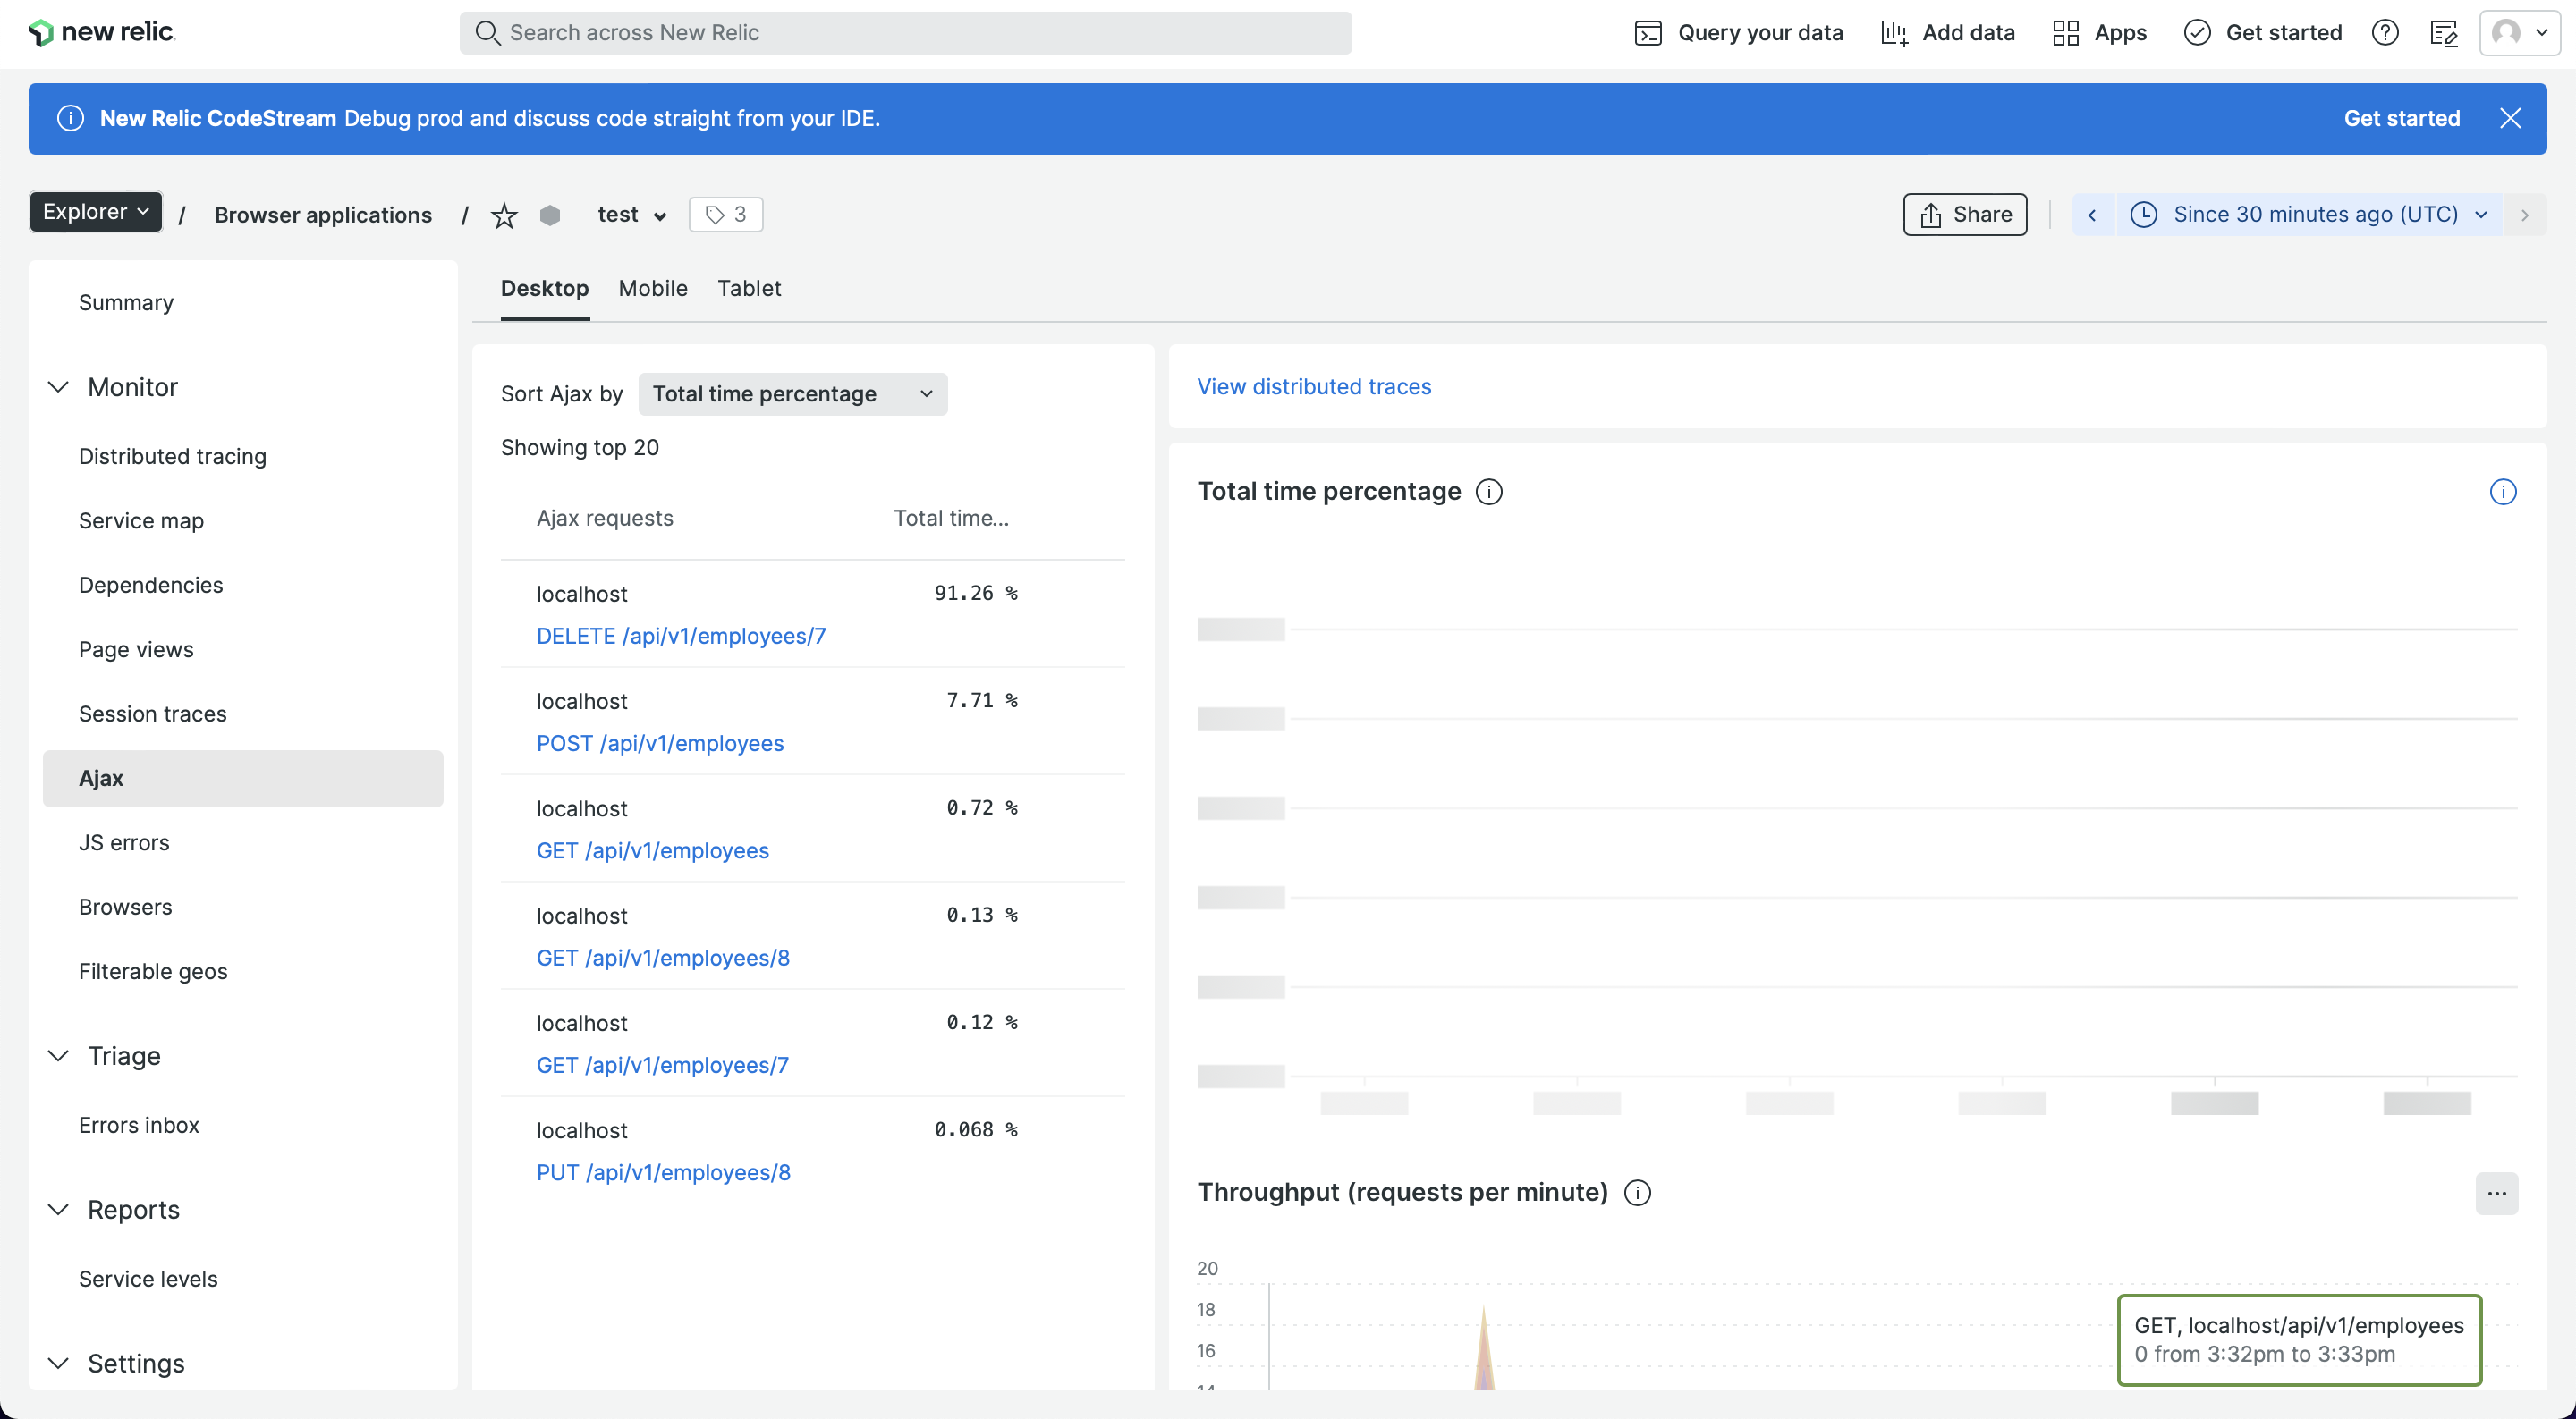 new relic.
Search across New Relic
Query your data
Add data
Apps
Get started
New Relic CodeStream Debug prod and discuss code straight from your IDE.
Get started
Explorer / Browser applications / test 3
Share
Since 30 minutes ago (UTC)
Summary
Monitor
Distributed tracing
Service map
Dependencies
Page views
Session traces
Ajax
JS errors
Browsers
Filterable geos
Triage
Errors inbox
Reports
Service levels
Settings
Desktop Mobile Tablet
Sort Ajax by Total time percentage
Showing top 20
Ajax requests Total time...
localhost 91.26 %
DELETE /api/v1/employees/7
localhost 7.71 %
POST /api/v1/employees
localhost 0.72 %
GET /api/v1/employees
localhost 0.13 %
GET /api/v1/employees/8
localhost 0.12 %
GET /api/v1/employees/7
localhost 0.068 %
PUT /api/v1/employees/8
View distributed traces
Total time percentage
Throughput (requests per minute)
20
18
16
14
GET, localhost/api/v1/employees
0 from 3:32pm to 3:33pm